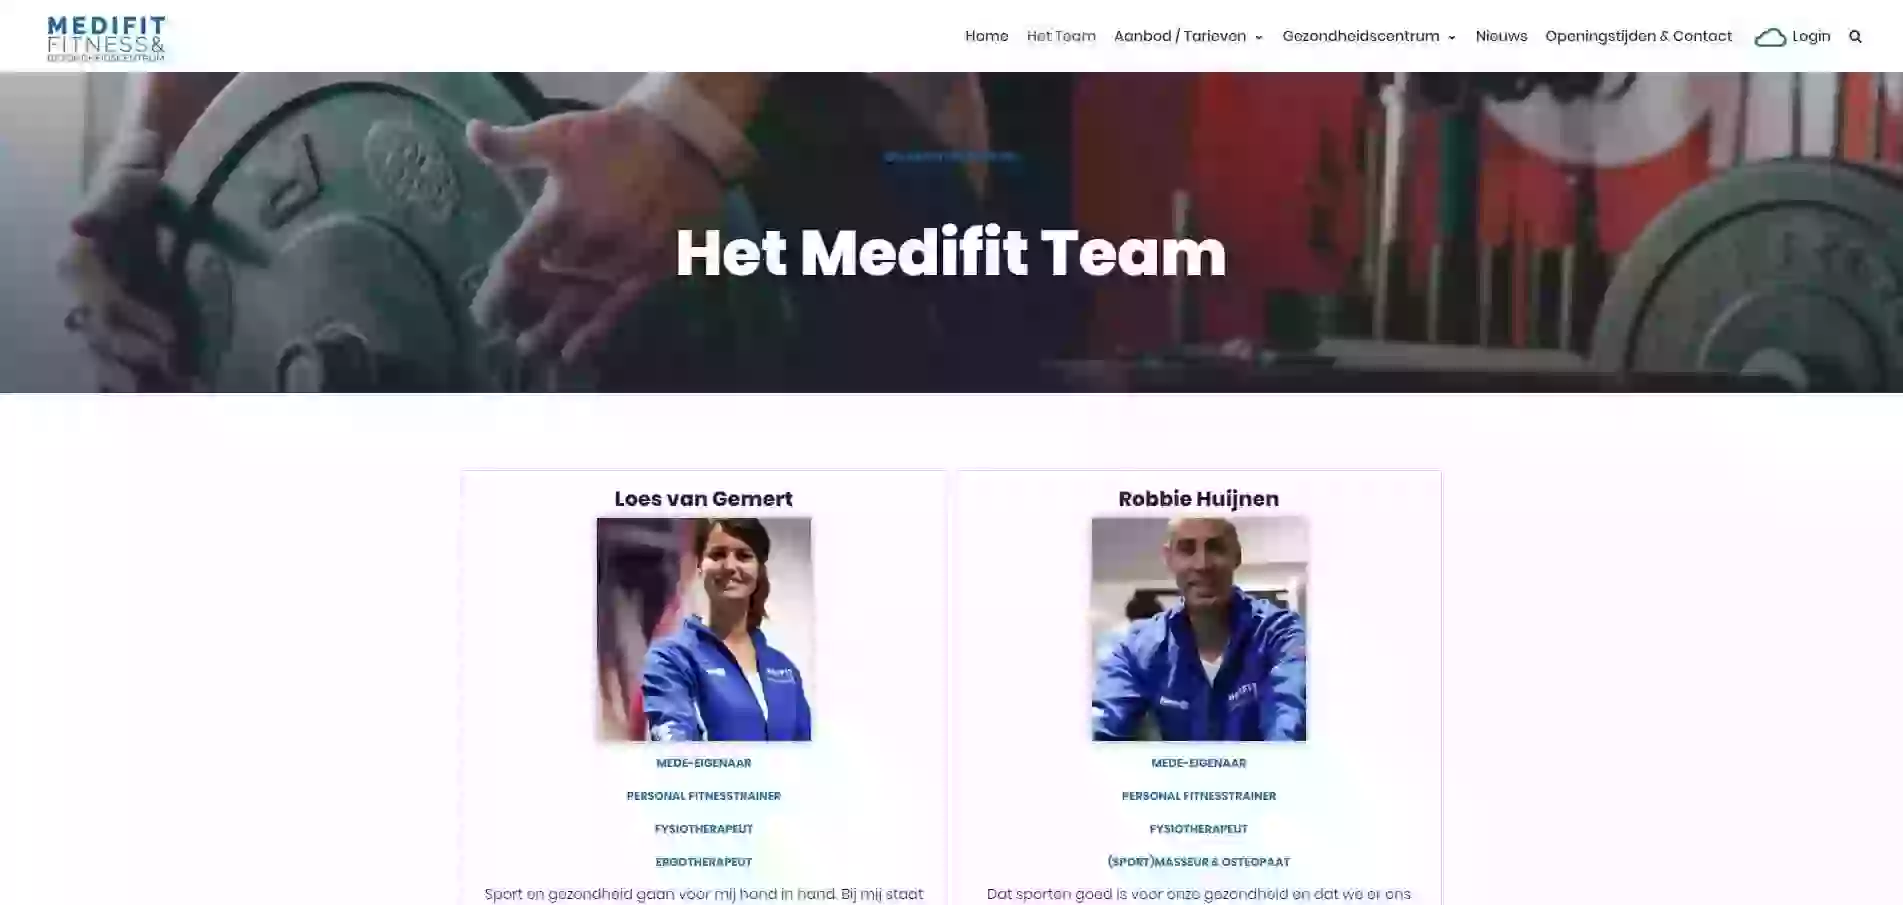 MEDIFIT
FITNESS&
GEZONDHEIDSCENTRUM
Home
Het Team
Aanbod / Tarieven
Gezondheidscentrum
Nieuws
Openingstijden & Contact
Login
Het Medifit Team
Loes van Gemert
MEDE-EIGENAAR
PERSONAL FITNESSTRAINER
FYSIOTHERAPEUT
ERGOTHERAPEUT
Sport en gezondheid gaan voor mij hand in hand. Bij mij staat
Robbie Huijnen
MEDIFIT
MEDE-EIGENAAR
PERSONAL FITNESSTRAINER
FYSIOTHERAPEUT
(SPORT)MASSEUR & OSTEOPAAT
Dat sporten goed is voor onze gezondheid en dat we er ons